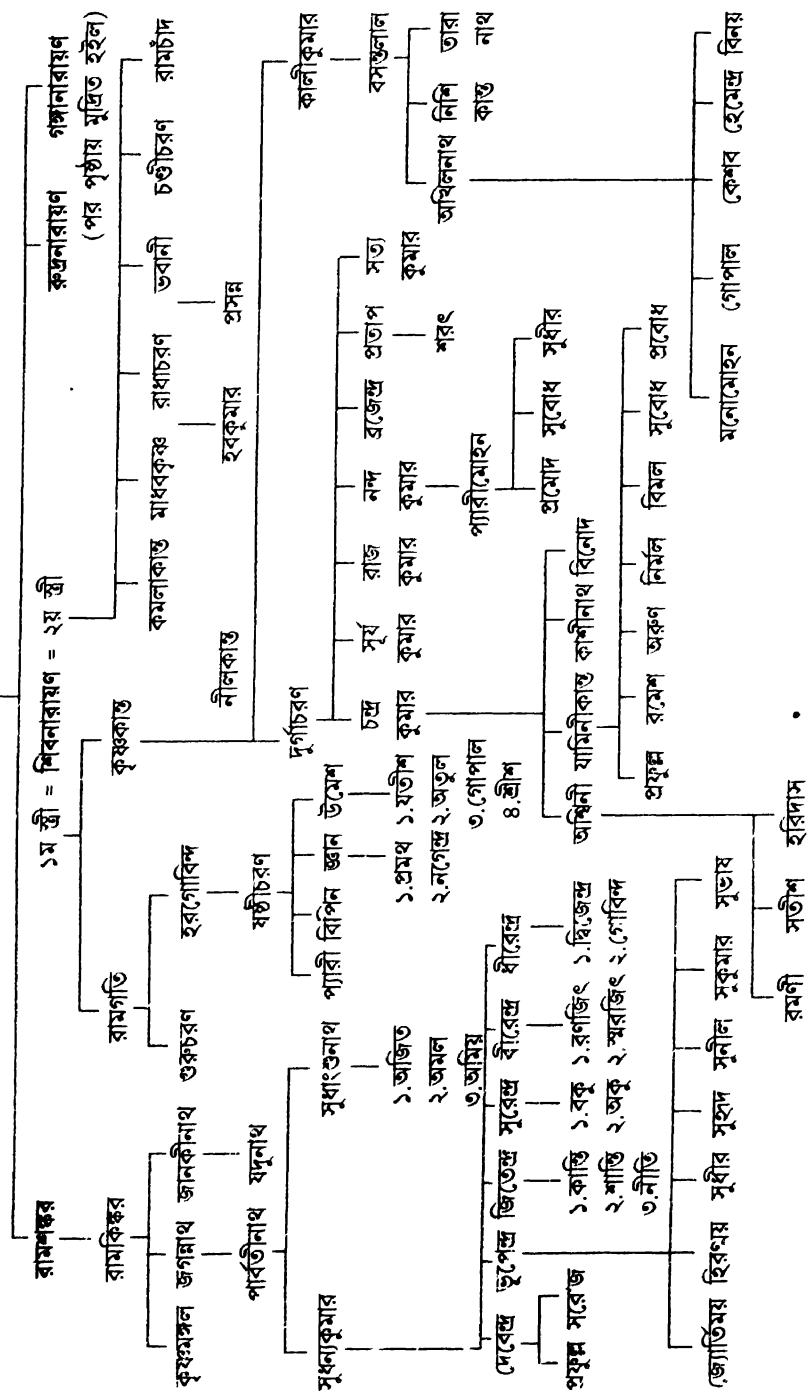 রামশঙ্কর ১ম স্ত্রী = শিবনারায়ণ = ২য় স্ত্রী রুদ্রনারায়ণ গঙ্গানারায়ণ
(পর পৃষ্ঠায় মুদ্রিত হইল)
রামকিঙ্কর রামগতি কৃষ্ণকান্ত কমলাকান্ত মাধবকৃষ্ণ রাধাচরণ ভবানী চণ্ডীচরণ রামচাঁদ
কৃষ্ণমঙ্গল জগন্নাথ জানকীনাথ গুরুচরণ হরগোবিন্দ নীলকান্ত হবকুমার প্রসন্ন
পার্বতীনাথ যদুনাথ ষষ্ঠীচরণ দুর্গাচরণ কালীকুমার
সুধন্যকুমার সুধাংশুনাথ প্যারী বিপিন জ্ঞান উমেশ চন্দ্র সূর্য রাজ নন্দ ব্রজেন্দ্র প্রতাপ সত্য বসন্তলাল
কুমার কুমার কুমার কুমার শরৎ কুমার
১.অজিত ১.প্রমথ ১.যতীশ
২.অমল ২.নগেন্দ্র ২.অতুল
৩.অমিয় ৩.গোপাল
৪.শ্রীশ
প্যারীমোহন অখিলনাথ নিশি তারা
কান্ত নাথ
প্রমোদ সুবোধ সুধীর
দেবেন্দ্র ভূপেন্দ্র জিতেন্দ্র সুরেন্দ্র বীরেন্দ্র ধীরেন্দ্র অশ্বিনী যামিনীকান্ত কাশীনাথ বিনোদ
প্রফুল্ল সরোজ ১.কান্তি ১.বকু ১.রণজিৎ ১.দ্বিজেন্দ্র
২.শান্তি ২.অকু ২.স্মরজিৎ ২.গোবিন্দ
৩.নীতি
প্রফুল্ল রমেশ অরুণ নির্মল বিমল সুবোধ প্রবোধ
জ্যোতির্ময় হিরণ্ময় সুধীর সুহৃদ সুনীল সুকুমার সুভাষ মনোমোহন গোপাল কেশব হেমেন্দ্র বিনয়
রমণী সতীশ হরিদাস